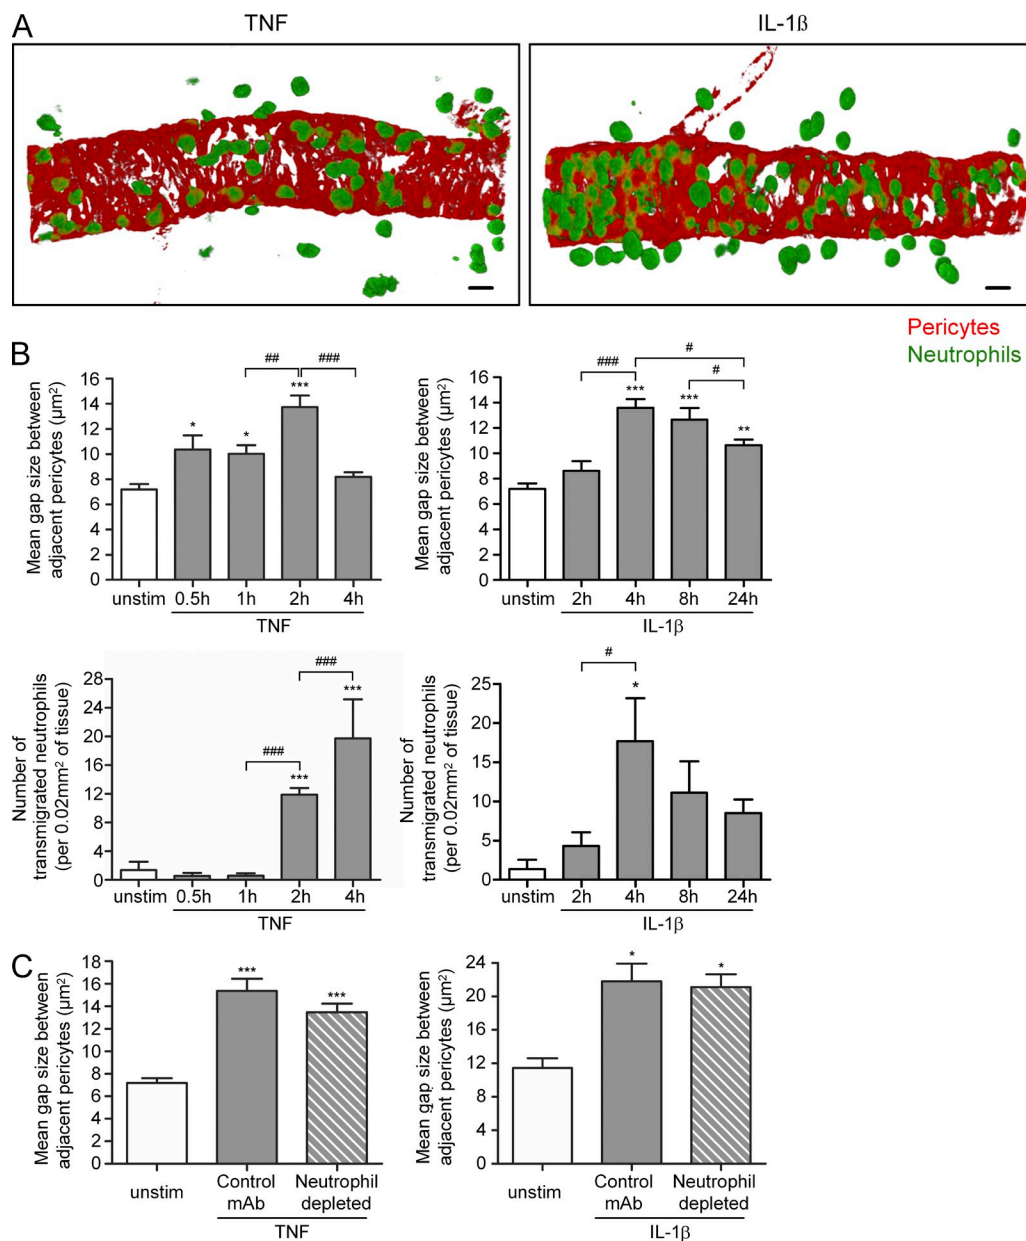 A
TNF
IL-1ß
Pericytes
Neutrophils
B
Mean gap size between
adjacent pericytes (µm²)
16
14
12
10
8
6
4
2
0
*
*
***
##
###
unstim
0.5h
1h
2h
4h
TNF
Mean gap size between
adjacent pericytes (µm²)
16
14
12
10
8
6
4
2
0
###
#
#
***
***
**
unstim
2h
4h
8h
24h
IL-1β
Number of
transmigrated neutrophils
(per 0.02mm² of tissue)
28
24
20
16
12
8
4
0
###
###
***
***
unstim
0.5h
1h
2h
4h
TNF
Number of
transmigrated neutrophils
(per 0.02mm² of tissue)
25
20
15
10
5
0
#
*
unstim
2h
4h
8h
24h
IL-1β
C
Mean gap size between
adjacent pericytes (µm²)
18
16
14
12
10
8
6
4
2
0
***
***
unstim
Control
mAb
Neutrophil
depleted
TNF
Mean gap size between
adjacent pericytes (µm²)
24
20
16
12
8
4
0
*
*
unstim
Control
mAb
Neutrophil
depleted
IL-1β